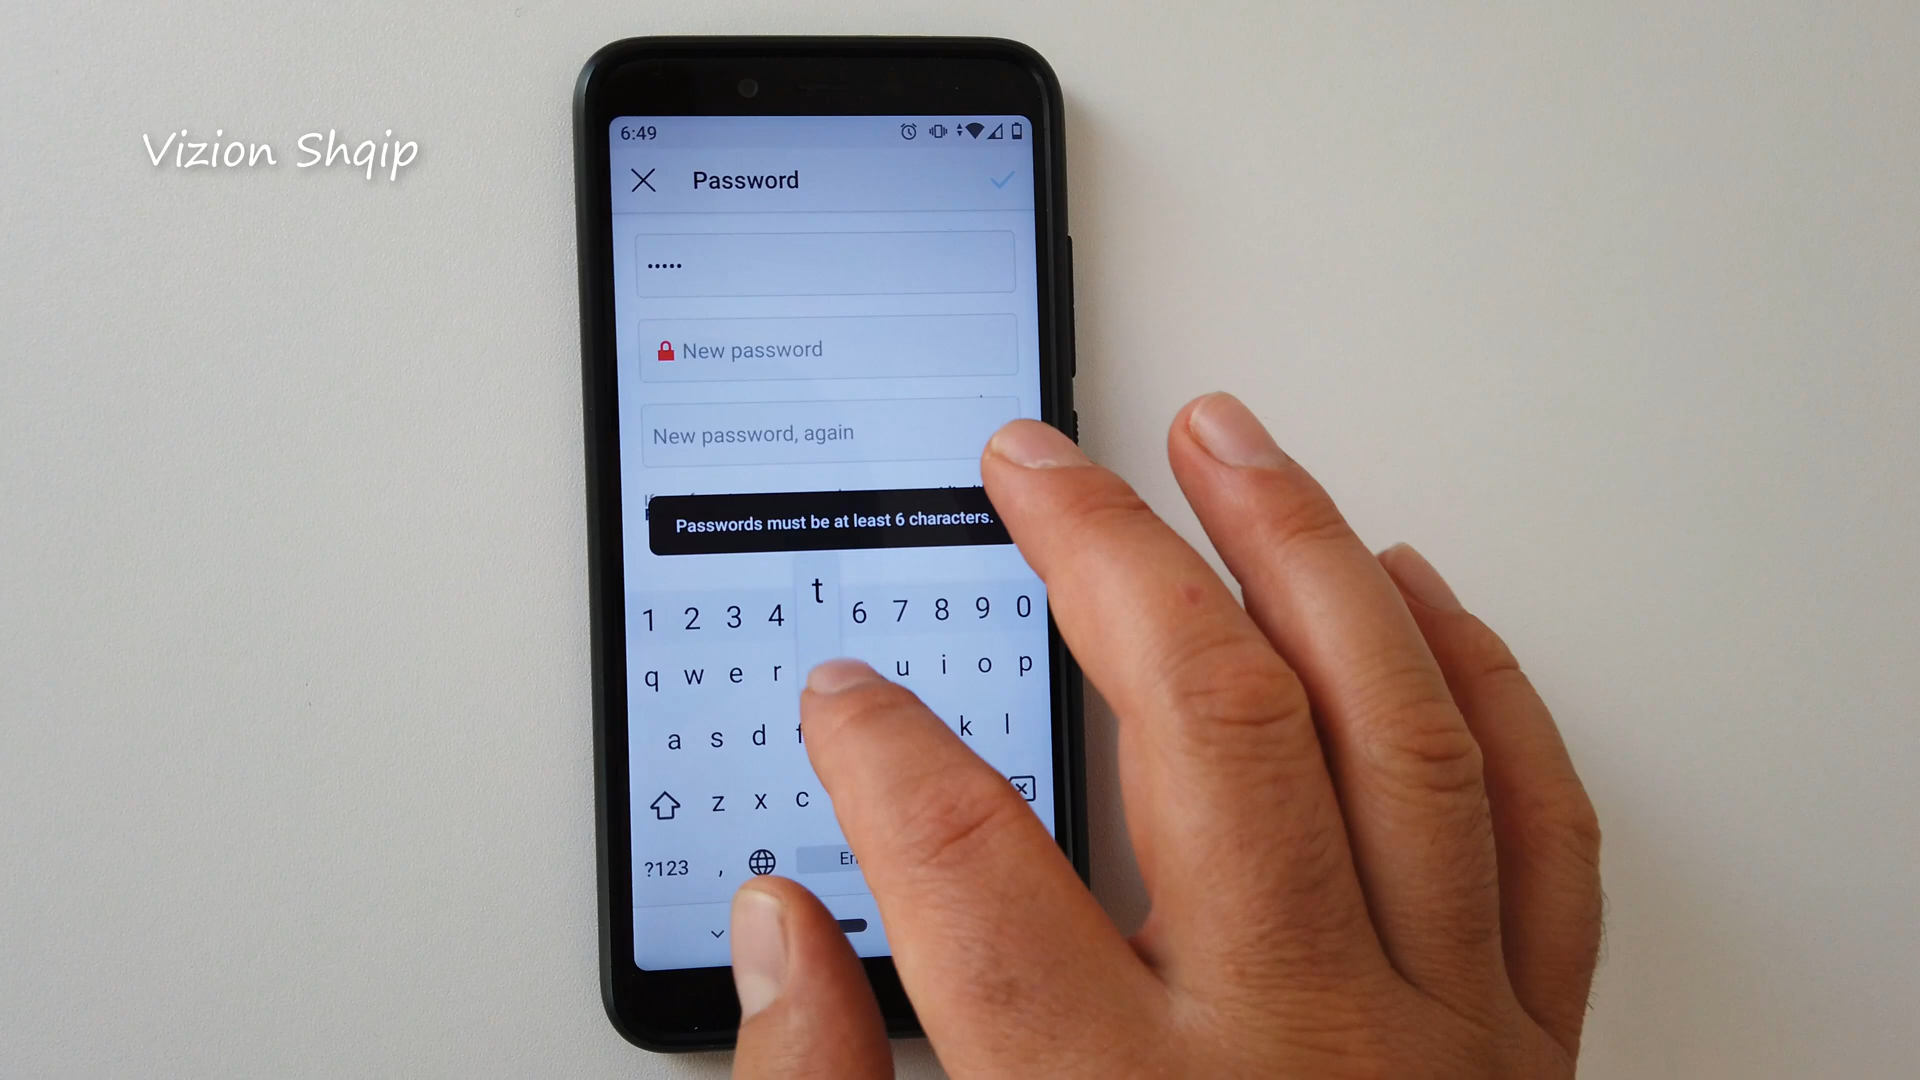 Vizion Shqip
6:49
Password
•••••
New password
New password, again
Passwords must be at least 6 characters.
t
1 2 3 4 6 7 8 9 0
q w e r u i o p
a s d f k l
z x c
?123 ,